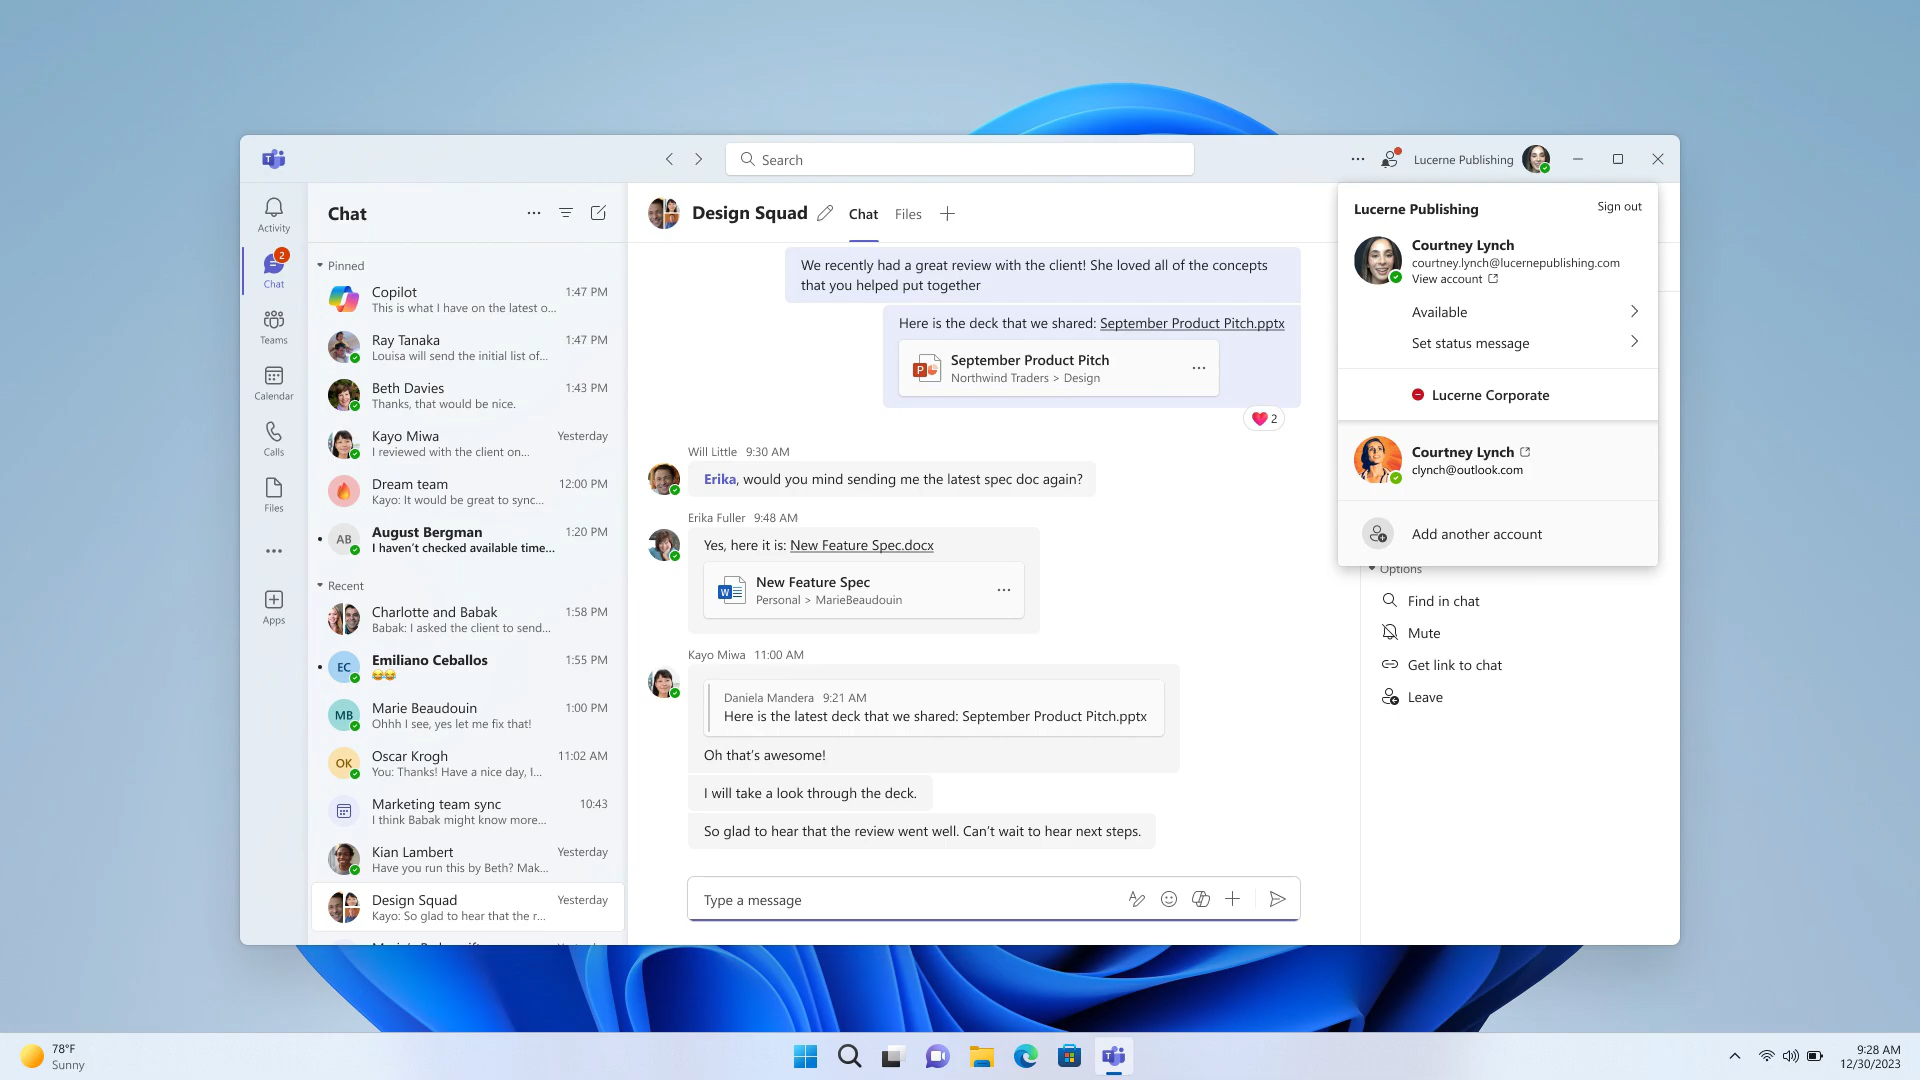 Search
Lucerne Publishing
Activity
2
Chat
Teams
Calendar
Calls
Files
Apps
Chat
Pinned
Copilot 1:47 PM
This is what I have on the latest o...
Ray Tanaka 1:47 PM
Louisa will send the initial list of...
Beth Davies 1:43 PM
Thanks, that would be nice.
Kayo Miwa Yesterday
I reviewed with the client on...
Dream team 12:00 PM
Kayo: It would be great to sync...
AB
August Bergman 1:20 PM
I haven't checked available time...
Recent
Charlotte and Babak 1:58 PM
Babak: I asked the client to send...
EC
Emiliano Ceballos 1:55 PM
😂😂
MB
Marie Beaudouin 1:00 PM
Ohhh I see, yes let me fix that!
OK
Oscar Krogh 11:02 AM
You: Thanks! Have a nice day, I...
Marketing team sync 10:43
I think Babak might know more...
Kian Lambert Yesterday
Have you run this by Beth? Mak...
Design Squad Yesterday
Kayo: So glad to hear that the r...
Design Squad Chat Files
We recently had a great review with the client! She loved all of the concepts
that you helped put together
Here is the deck that we shared: September Product Pitch.pptx
September Product Pitch
Northwind Traders > Design
2
Will Little 9:30 AM
Erika, would you mind sending me the latest spec doc again?
Erika Fuller 9:48 AM
Yes, here it is: New Feature Spec.docx
New Feature Spec
Personal > MarieBeaudouin
Kayo Miwa 11:00 AM
Daniela Mandera 9:21 AM
Here is the latest deck that we shared: September Product Pitch.pptx
Oh that's awesome!
I will take a look through the deck.
So glad to hear that the review went well. Can't wait to hear next steps.
Type a message
Lucerne Publishing Sign out
Courtney Lynch
courtney.lynch@lucernepublishing.com
View account
Available
Set status message
Lucerne Corporate
Courtney Lynch
clynch@outlook.com
Add another account
Options
Find in chat
Mute
Get link to chat
Leave
78°F
Sunny
9:28 AM
12/30/2023